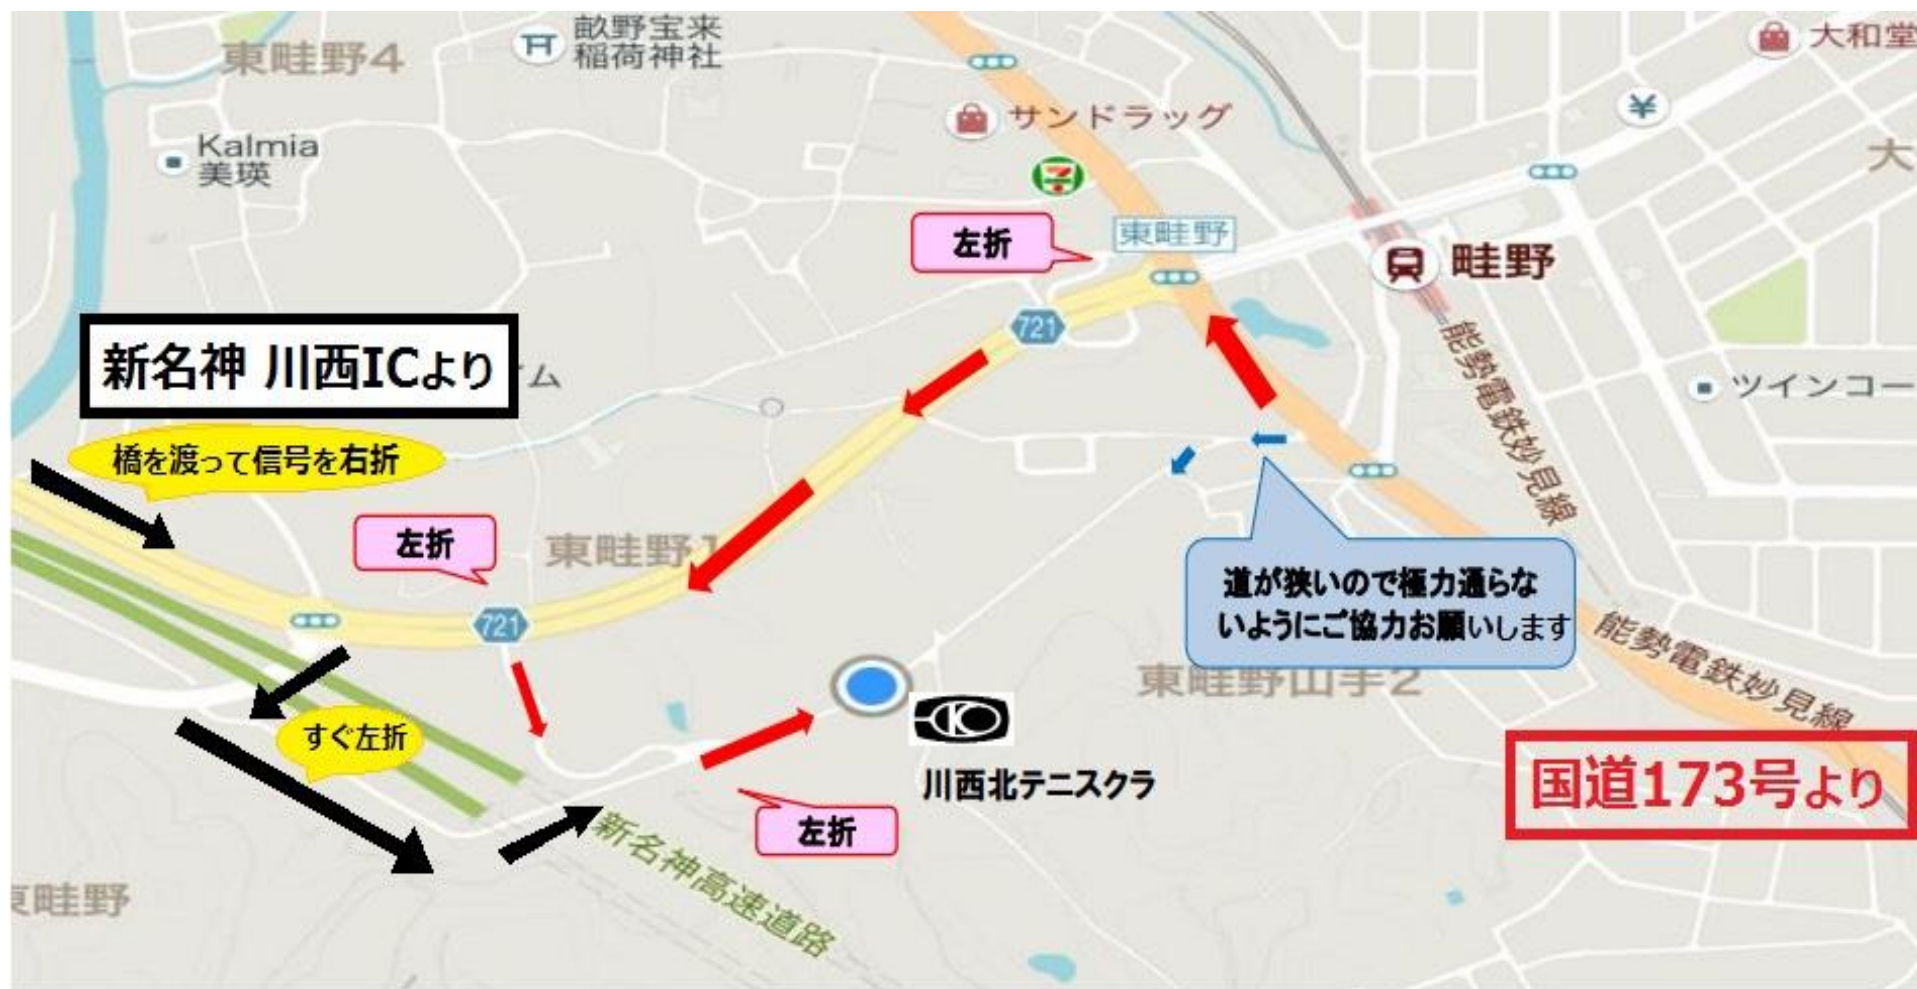 東畦野4
畝野宝来
稲荷神社
大和堂
Kalmia
美瑛
サンドラッグ
¥
7
大
左折
東畦野
畦野
721
新名神 川西ICより
イム
能勢電鉄妙見線
ツインコー
橋を渡って信号を右折
左折
東畦野1
721
道が狭いので極力通らな
いようにご協力お願いします
能勢電鉄妙見線
東畦野山手2
すぐ左折
川西北テニスクラ
国道173号より
左折
新名神高速道路
東畦野